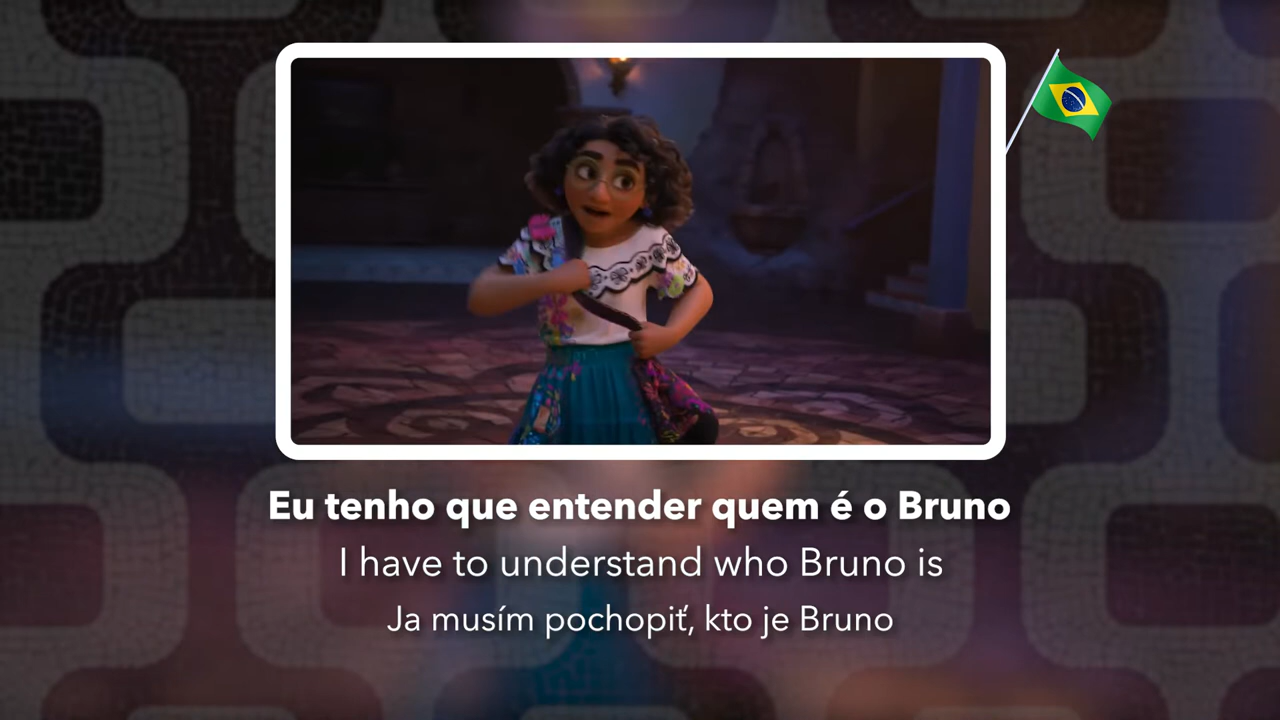 Eu tenho que entender quem é o Bruno
I have to understand who Bruno is
Ja musím pochopiť, kto je Bruno